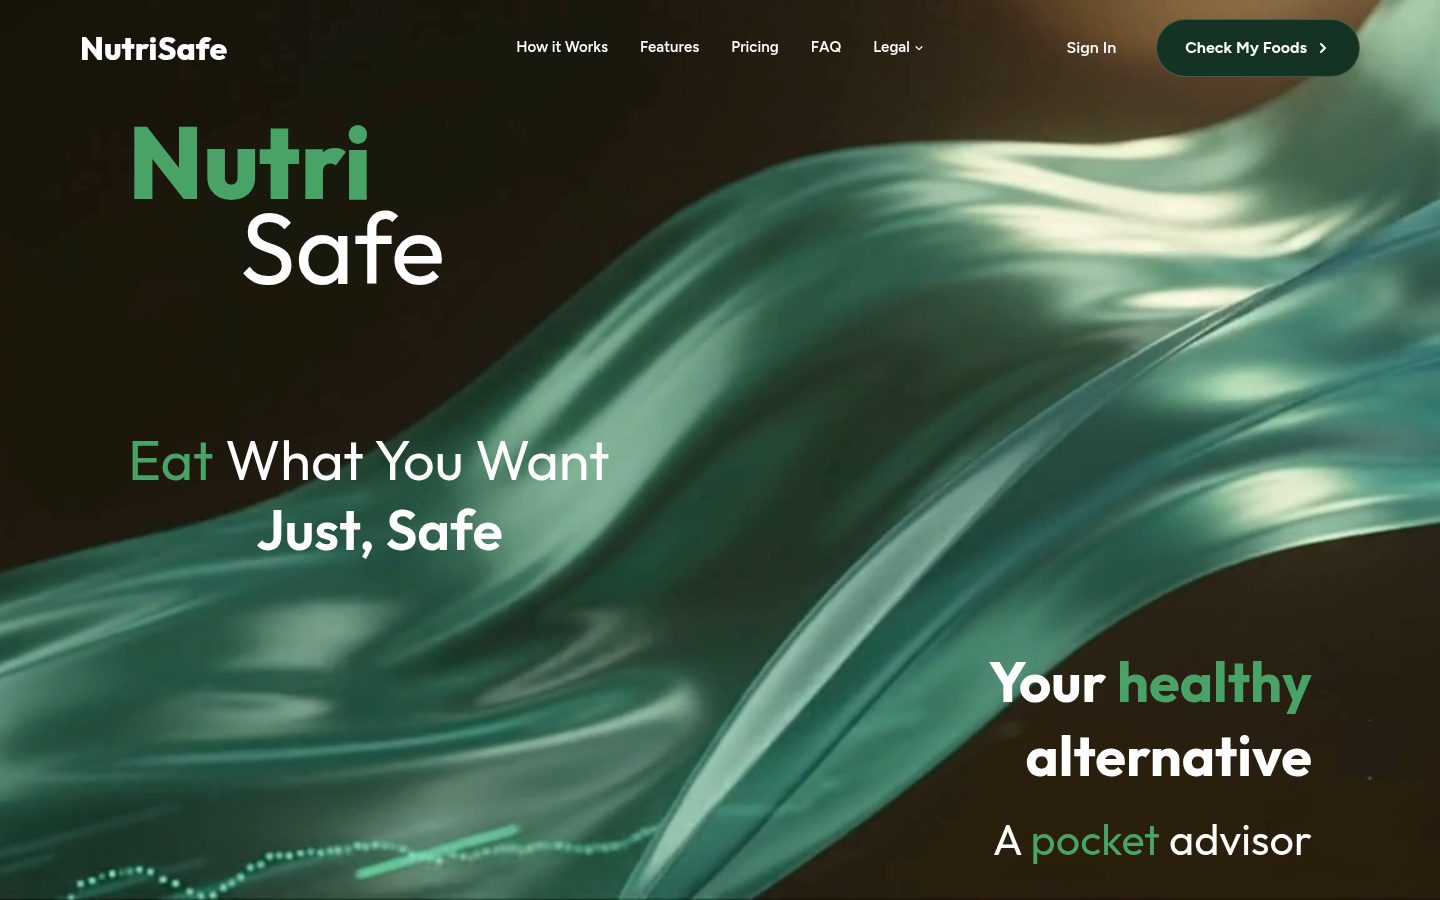 NutriSafe
How it Works
Features
Pricing
FAQ
Legal
Sign In
Check My Foods
Nutri
Safe
Eat What You Want
Just, Safe
Your healthy
alternative
A pocket advisor